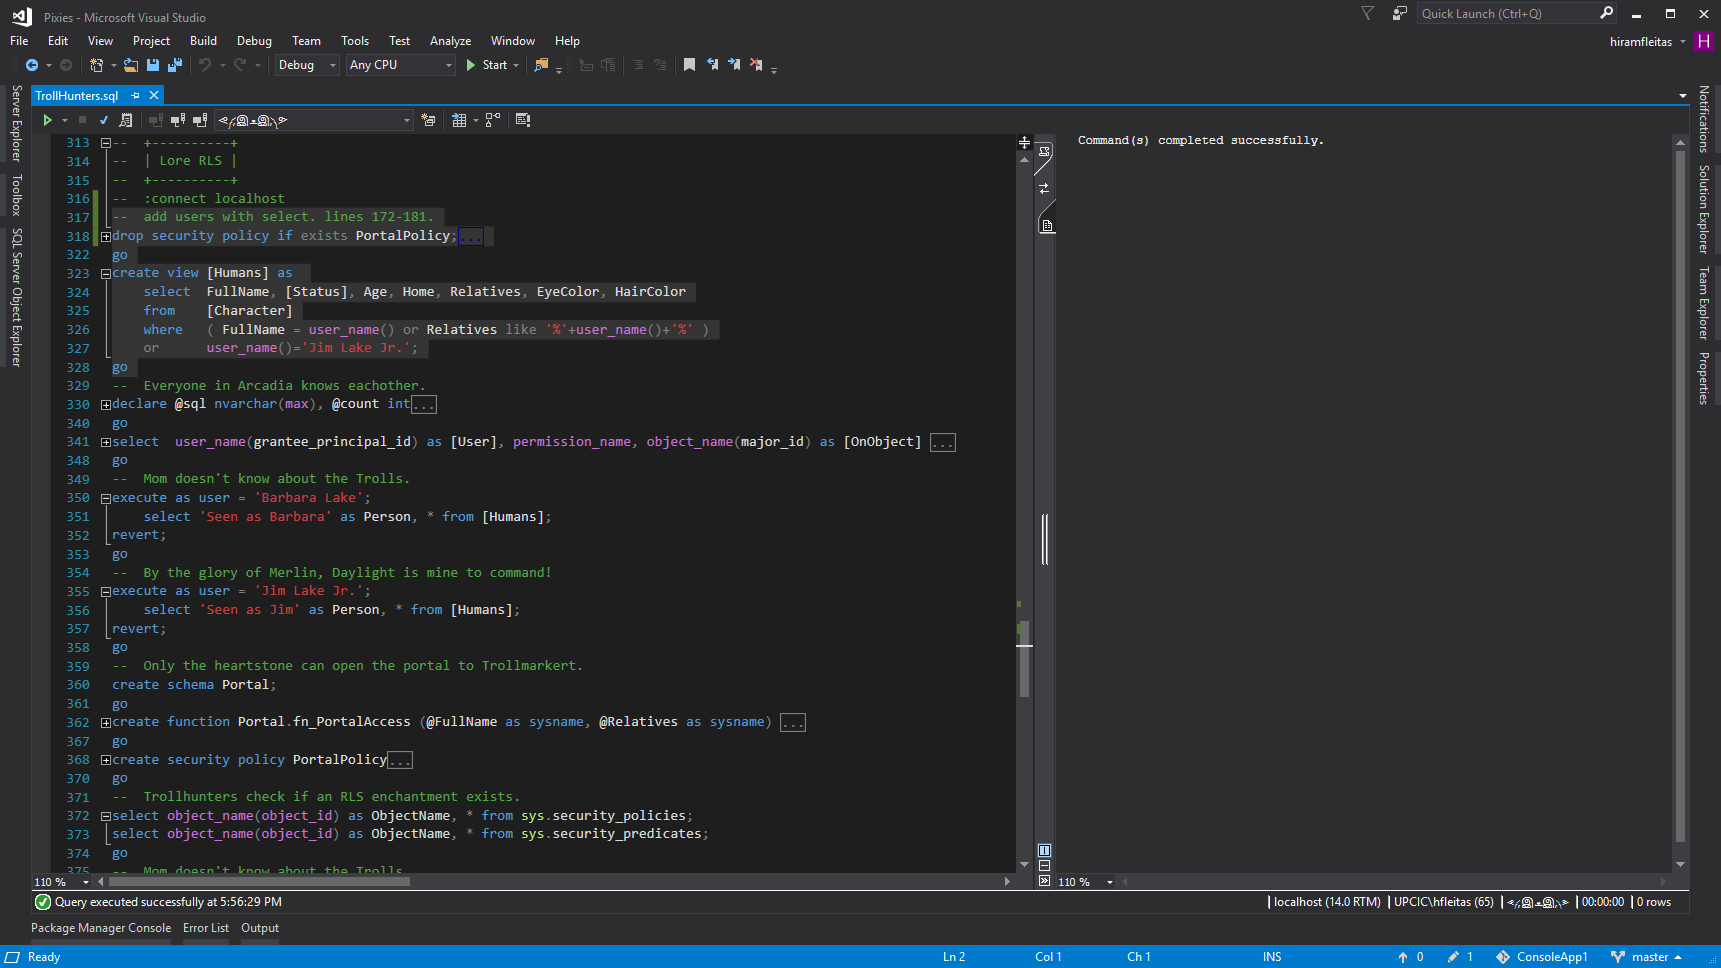 Pixies - Microsoft Visual Studio
Quick Launch (Ctrl+Q)
File Edit View Project Build Debug Team Tools Test Analyze Window Help
hiramfleitas H
Debug Any CPU Start
TrollHunters.sql
313 -- +----------+
314 -- | Lore RLS |
315 -- +----------+
316 -- :connect localhost
317 -- add users with select. lines 172-181.
318 drop security policy if exists PortalPolicy;...
322 go
323 create view [Humans] as
324 select FullName, [Status], Age, Home, Relatives, EyeColor, HairColor
325 from [Character]
326 where ( FullName = user_name() or Relatives like '%'+user_name()+'%' )
327 or user_name()='Jim Lake Jr.';
328 go
329 -- Everyone in Arcadia knows eachother.
330 declare @sql nvarchar(max), @count int...
340 go
341 select user_name(grantee_principal_id) as [User], permission_name, object_name(major_id) as [OnObject] ...
348 go
349 -- Mom doesn't know about the Trolls.
350 execute as user = 'Barbara Lake';
351 select 'Seen as Barbara' as Person, * from [Humans];
352 revert;
353 go
354 -- By the glory of Merlin, Daylight is mine to command!
355 execute as user = 'Jim Lake Jr.';
356 select 'Seen as Jim' as Person, * from [Humans];
357 revert;
358 go
359 -- Only the heartstone can open the portal to Trollmarkert.
360 create schema Portal;
361 go
362 create function Portal.fn_PortalAccess (@FullName as sysname, @Relatives as sysname) ...
367 go
368 create security policy PortalPolicy...
370 go
371 -- Trollhunters check if an RLS enchantment exists.
372 select object_name(object_id) as ObjectName, * from sys.security_policies;
373 select object_name(object_id) as ObjectName, * from sys.security_predicates;
374 go
375 -- Mom doesn't know about the Trolls.
110 %
Command(s) completed successfully.
110 %
Server Explorer
Toolbox
SQL Server Object Explorer
Notifications
Solution Explorer
Team Explorer
Properties
Query executed successfully at 5:56:29 PM
localhost (14.0 RTM) UPCIC\hfleitas (65) 00:00:00 0 rows
Package Manager Console Error List Output
Ready Ln 2 Col 1 Ch 1 INS 0 1 ConsoleApp1 master